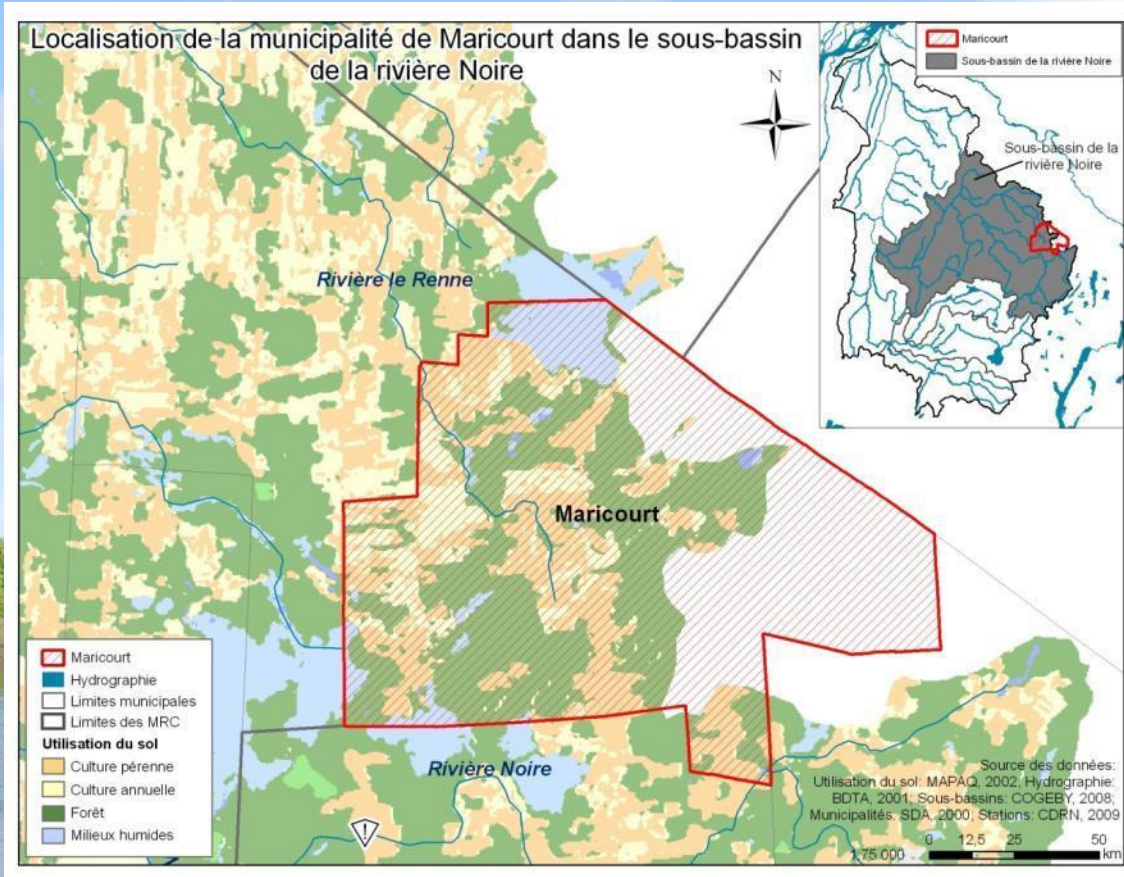 Localisation de la municipalité de Maricourt dans le sous-bassin
de la rivière Noire
N
Maricourt
Sous-bassin de la rivière Noire
Sous-bassin de la
rivière Noire
Rivière le Renne
Maricourt
Rivière Noire
Maricourt
Hydrographie
Limites municipales
Limites des MRC
Utilisation du sol
Culture pérenne
Culture annuelle
Forêt
Milieux humides
!
Source des données:
Utilisation du sol: MAPAQ, 2002; Hydrographie:
BDTA, 2001; Sous-bassins: COGEBY, 2008;
Municipalités: SDA, 2000; Stations: CDRN, 2009
0 12,5 25 50
1:75 000 km